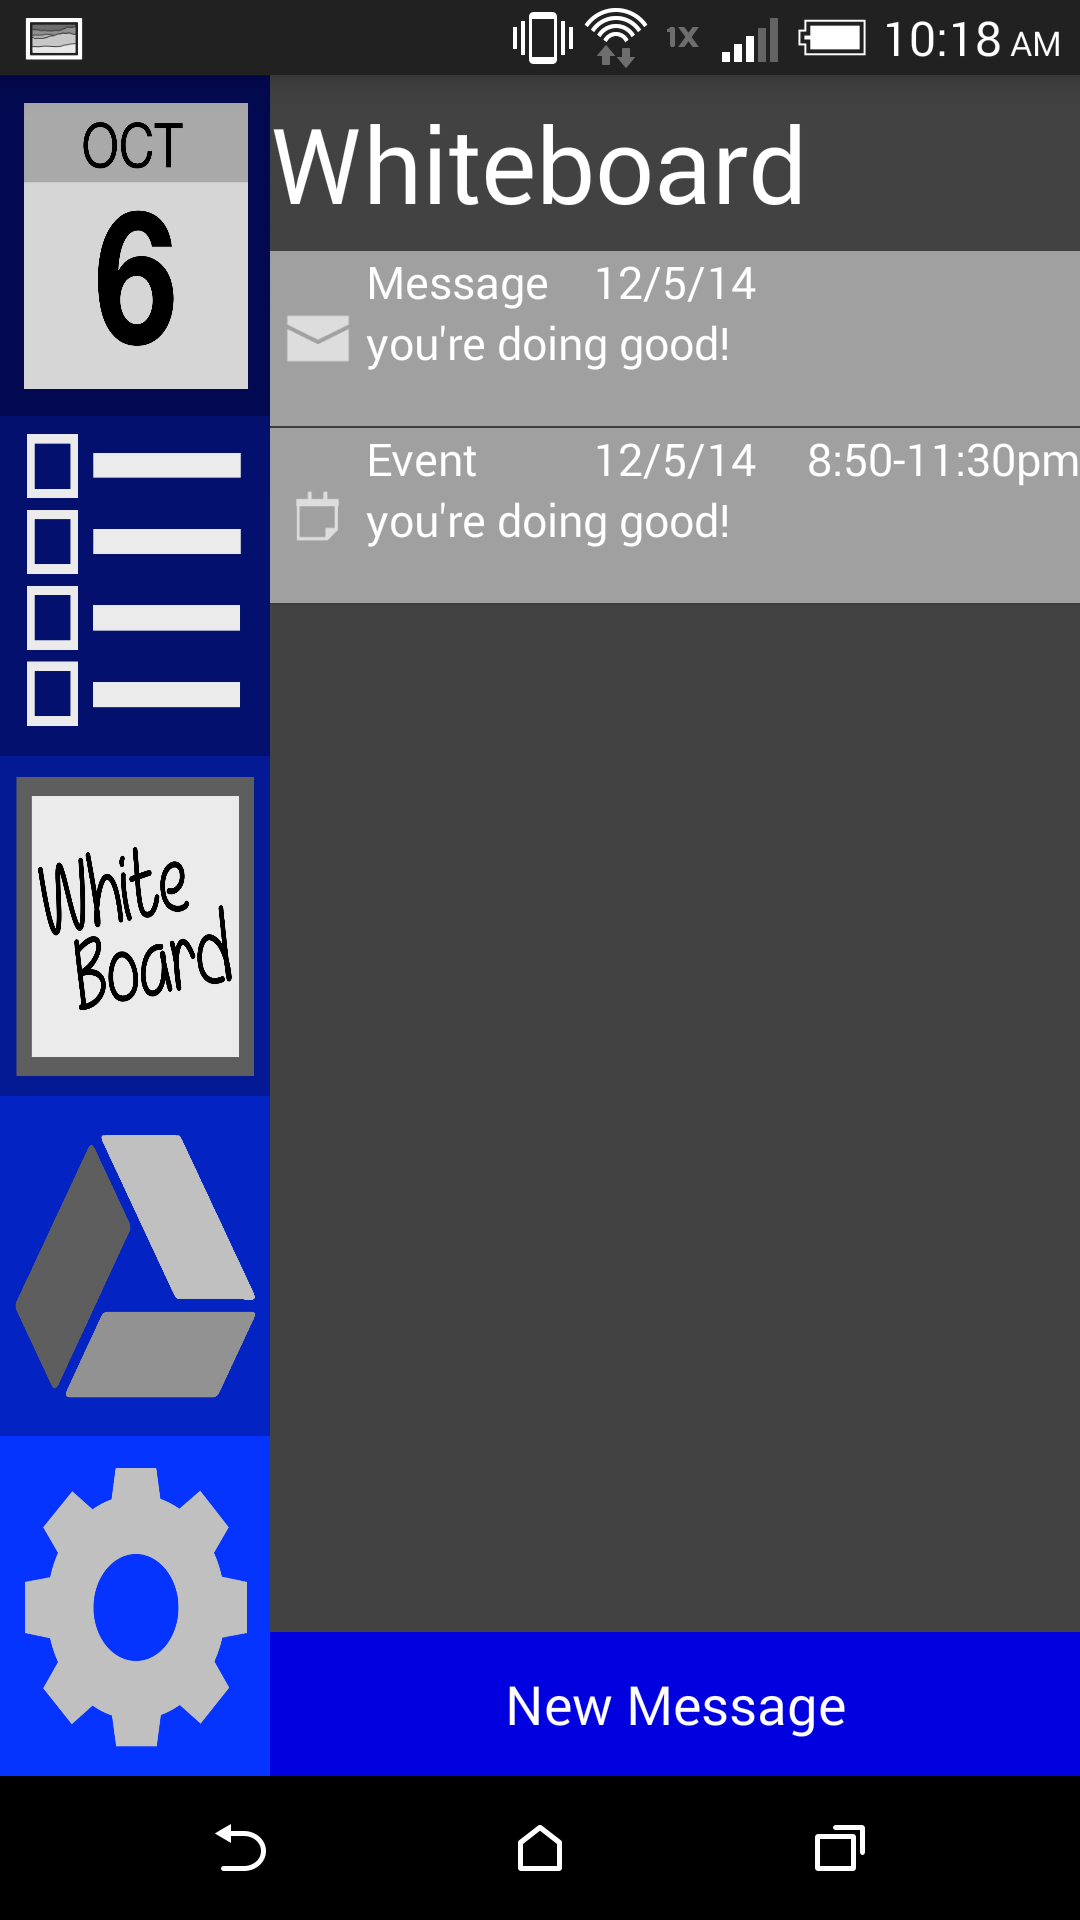 1X 10:18 AM
OCT
6
Whiteboard
Message 12/5/14
you're doing good!
Event 12/5/14 8:50-11:30pm
you're doing good!
White
Board
New Message